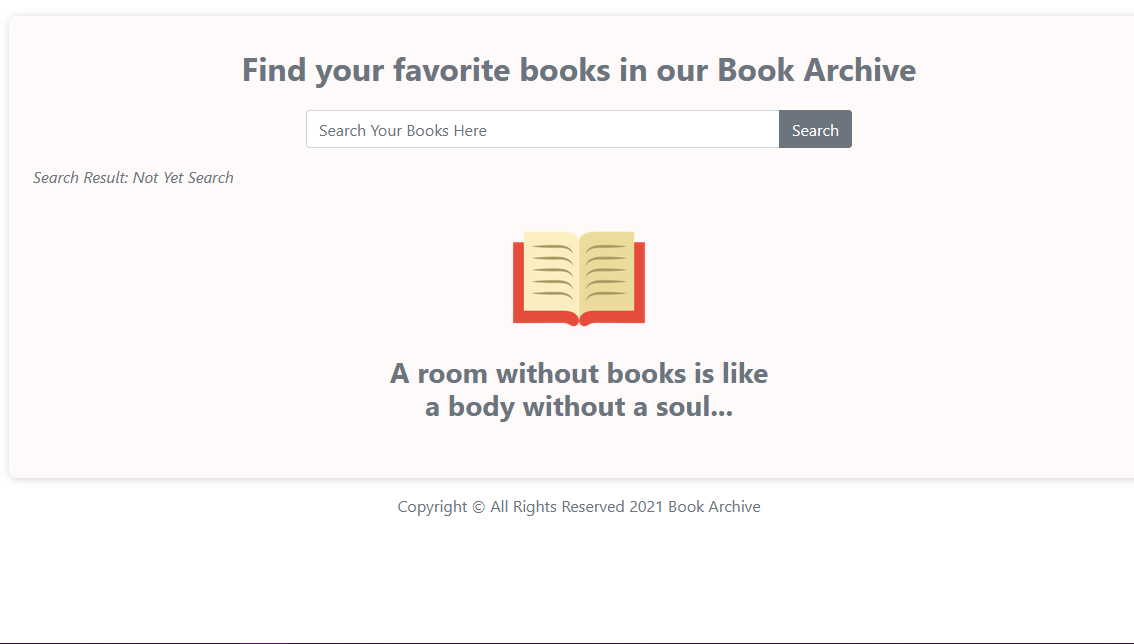 Find your favorite books in our Book Archive
Search Your Books Here
Search
Search Result: Not Yet Search
A room without books is like
a body without a soul...
Copyright © All Rights Reserved 2021 Book Archive